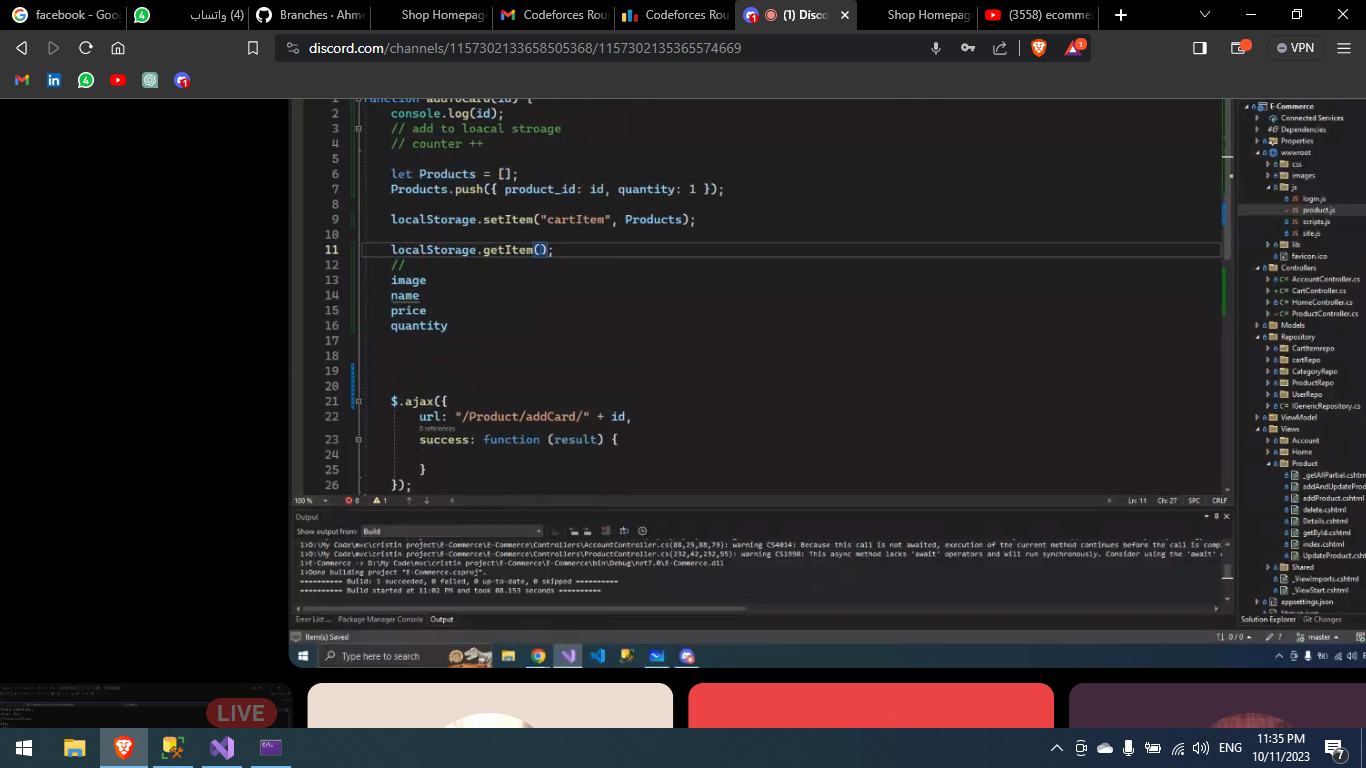 facebook - Goo
(4) واتساب
Branches · Ahme
Shop Homepag
Codeforces Rou
Codeforces Rou
(1) Disco
Shop Homepag
(3558) ecomme
discord.com/channels/1157302133658505368/1157302135365574669
1
VPN
function addToCard(id) {
2 console.log(id);
3 // add to loacal stroage
4 // counter ++
5
6 let Products = [];
7 Products.push({ product_id: id, quantity: 1 });
8
9 localStorage.setItem("cartItem", Products);
10
11 localStorage.getItem();
12 //
13 image
14 name
15 price
16 quantity
17
18
19
20
21 $.ajax({
22 url: "/Product/addCard/" + id,
0 references
23 success: function (result) {
24
25 }
26 });
100 %
0
1
Ln: 11 Ch: 27 SPC CRLF
E-Commerce
Connected Services
Dependencies
Properties
wwwroot
css
images
js
login.js
product.js
scripts.js
site.js
lib
favicon.ico
Controllers
AccountController.cs
CartController.cs
HomeController.cs
ProductController.cs
Models
Repository
CartItemrepo
cartRepo
CategoryRepo
ProductRepo
UserRepo
IGenericRepository.cs
ViewModel
Views
Account
Home
Product
_getAllPartial.cshtm
addAndUpdateProd
addProduct.cshtml
delete.cshtml
Details.cshtml
getById.cshtml
index.cshtml
UpdateProduct.csht
Shared
_ViewImports.cshtml
_ViewStart.cshtml
appsettings.json
Solution Explorer Git Changes
Output
Show output from: Build
1>D:\My Code\mvc\cristin project\E-Commerce\E-Commerce\Controllers\AccountController.cs(88,25,88,79): warning CS4014: Because this call is not awaited, execution of the current method continues before the call is comp
1>D:\My Code\mvc\cristin project\E-Commerce\E-Commerce\Controllers\ProductController.cs(232,42,232,55): warning CS1998: This async method lacks 'await' operators and will run synchronously. Consider using the 'await'
1>E-Commerce -> D:\My Code\mvc\cristin project\E-Commerce\E-Commerce\bin\Debug\net7.0\E-Commerce.dll
1>Done building project "E-Commerce.csproj".
========== Build: 1 succeeded, 0 failed, 0 up-to-date, 0 skipped ==========
========== Build started at 11:02 PM and took 08.153 seconds ==========
Error List ... Package Manager Console Output
Item(s) Saved
0 / 0
7
master
Type here to search
LIVE
ENG
11:35 PM
10/11/2023
7